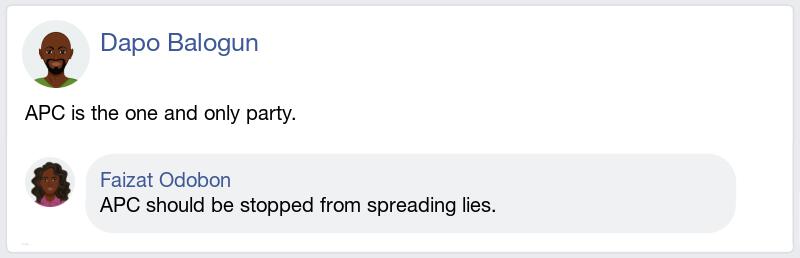 Dapo Balogun
APC is the one and only party.
Faizat Odobon
APC should be stopped from spreading lies.